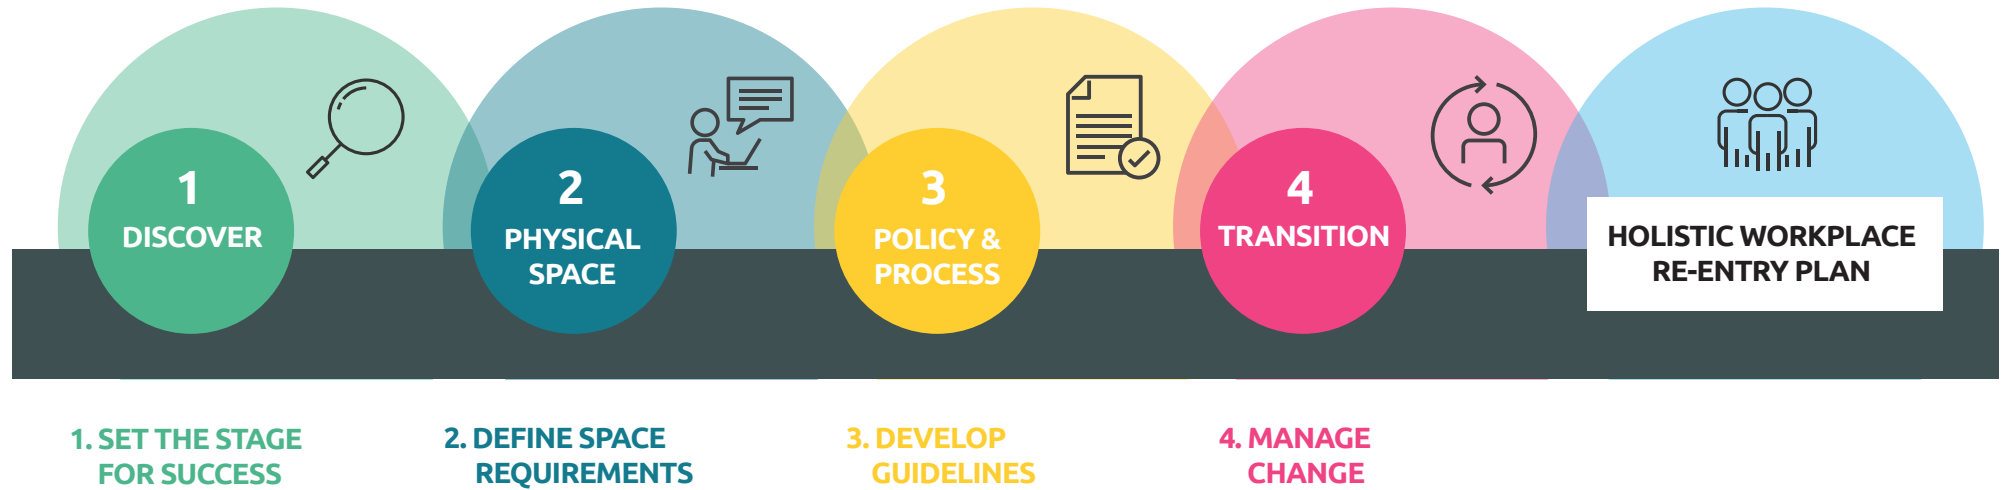 1
DISCOVER
2
PHYSICAL
SPACE
3
POLICY &
PROCESS
4
TRANSITION
HOLISTIC WORKPLACE
RE-ENTRY PLAN
1. SET THE STAGE
FOR SUCCESS
2. DEFINE SPACE
REQUIREMENTS
3. DEVELOP
GUIDELINES
4. MANAGE
CHANGE